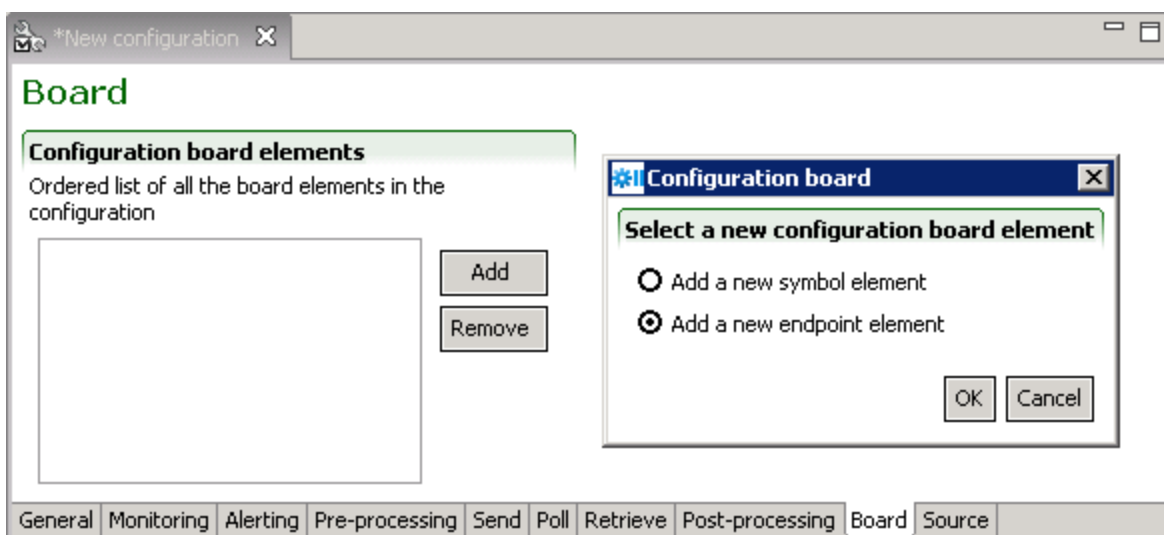 *New configuration
Board
Configuration board elements
Ordered list of all the board elements in the
configuration
Add
Remove
Configuration board
Select a new configuration board element
Add a new symbol element
Add a new endpoint element
OK
Cancel
General Monitoring Alerting Pre-processing Send Poll Retrieve Post-processing Board Source